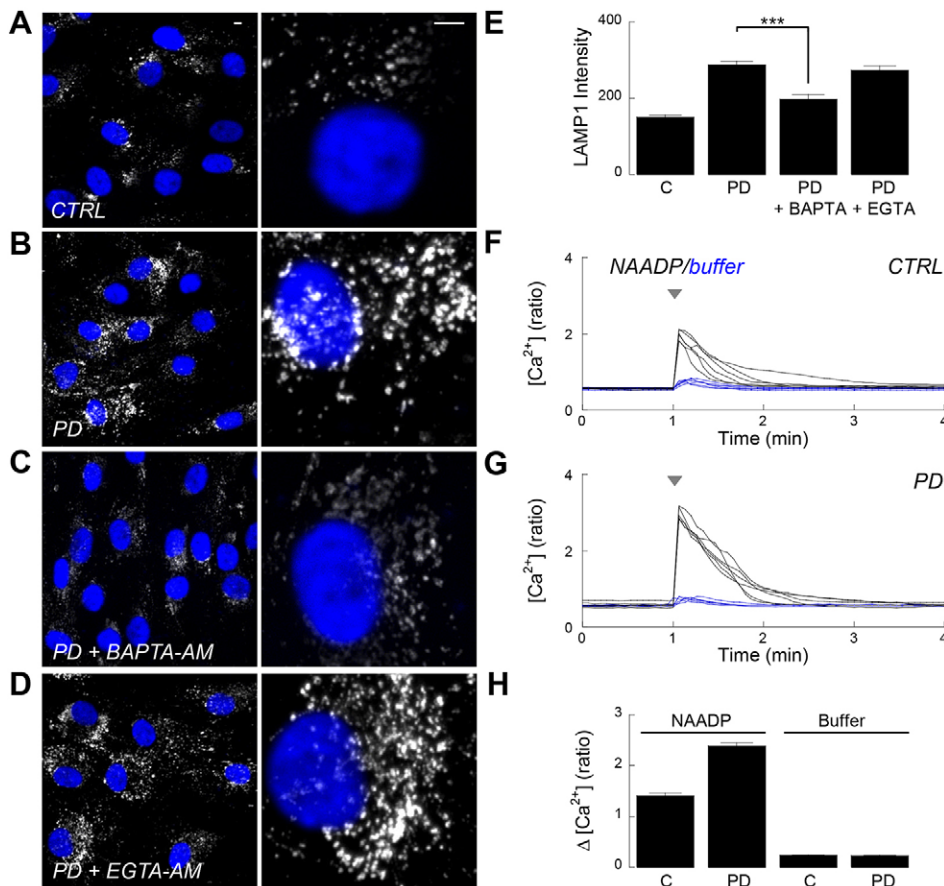 A
CTRL
B
PD
C
PD + BAPTA-AM
D
PD + EGTA-AM
E
LAMP1 Intensity
400
200
0
***
C PD PD PD
+ BAPTA + EGTA
F
NAADP/buffer CTRL
[Ca2+] (ratio)
4
2
0
0 1 2 3 4
Time (min)
G
PD
[Ca2+] (ratio)
4
2
0
0 1 2 3 4
Time (min)
H
NAADP Buffer
Δ [Ca2+] (ratio)
3
2
1
0
C PD C PD